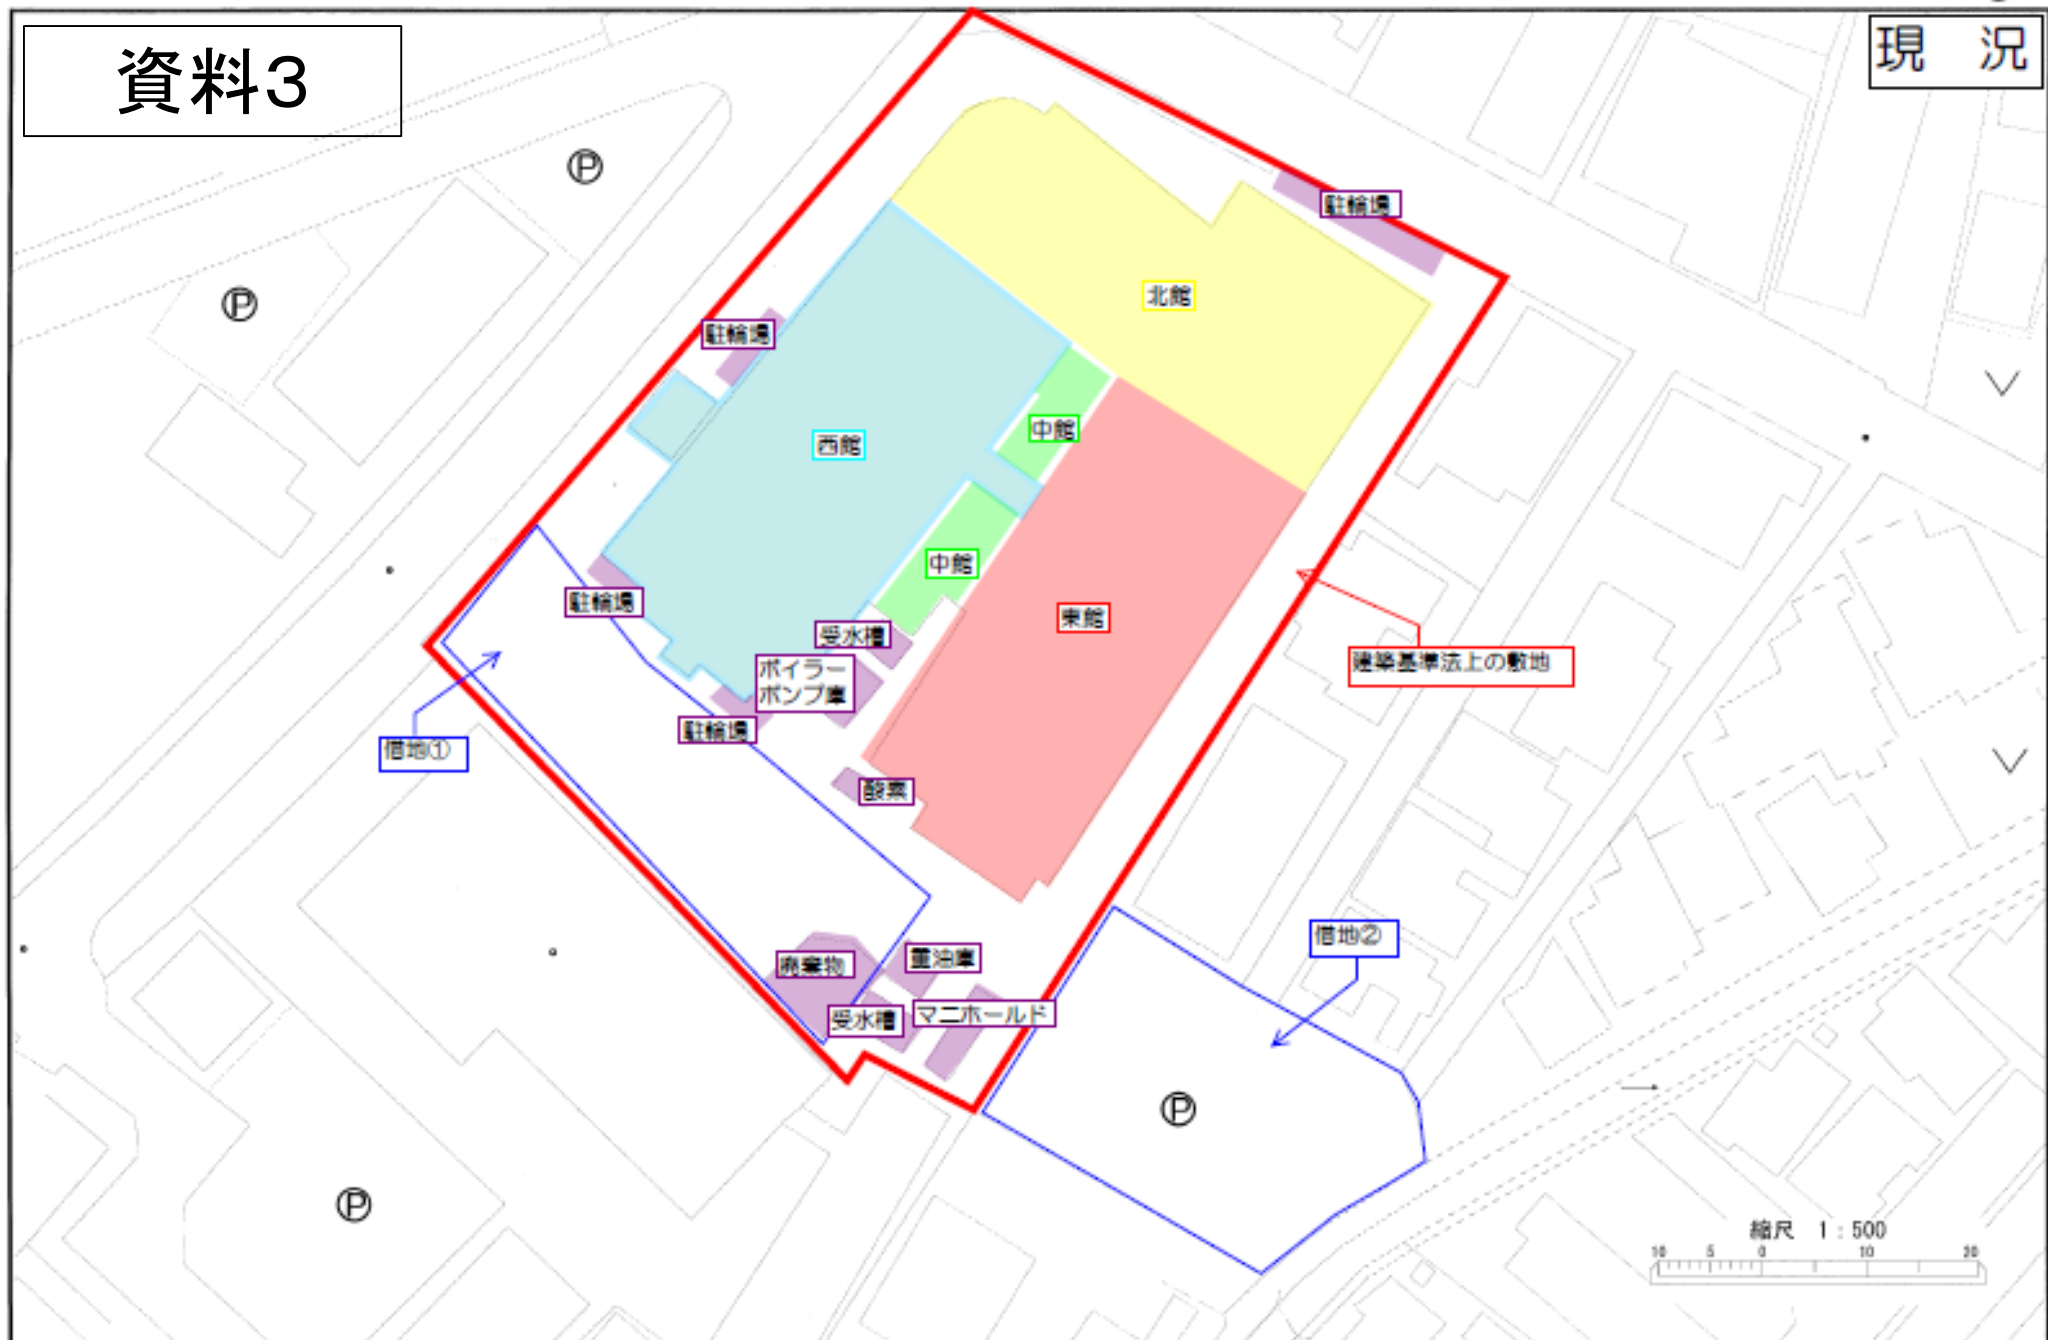 資料3
現　況
Ⓟ
Ⓟ
駐輪場
北館
駐輪場
西館
中館
中館
駐輪場
東館
受水槽
ボイラー
ポンプ庫
建築基準法上の敷地
駐輪場
借地①
酸素
借地②
廃棄物
重油庫
受水槽
マニホールド
Ⓟ
Ⓟ
縮尺　1：500
10 5 0 10 20